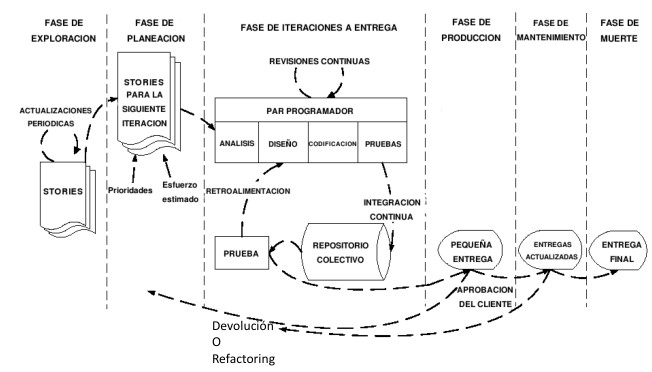 FASE DE
EXPLORACION
FASE DE
PLANEACION
FASE DE ITERACIONES A ENTREGA
FASE DE
PRODUCCION
FASE DE
MANTENIMIENTO
FASE DE
MUERTE
ACTUALIZACIONES
PERIODICAS
STORIES
STORIES
PARA LA
SIGUIENTE
ITERACION
Prioridades
Esfuerzo
estimado
REVISIONES CONTINUAS
PAR PROGRAMADOR
ANALISIS
DISEÑO
CODIFICACION
PRUEBAS
RETROALIMENTACION
INTEGRACION
CONTINUA
PRUEBA
REPOSITORIO
COLECTIVO
PEQUEÑA
ENTREGA
ENTREGAS
ACTUALIZADAS
ENTREGA
FINAL
APROBACION
DEL CLIENTE
Devolución
O
Refactoring